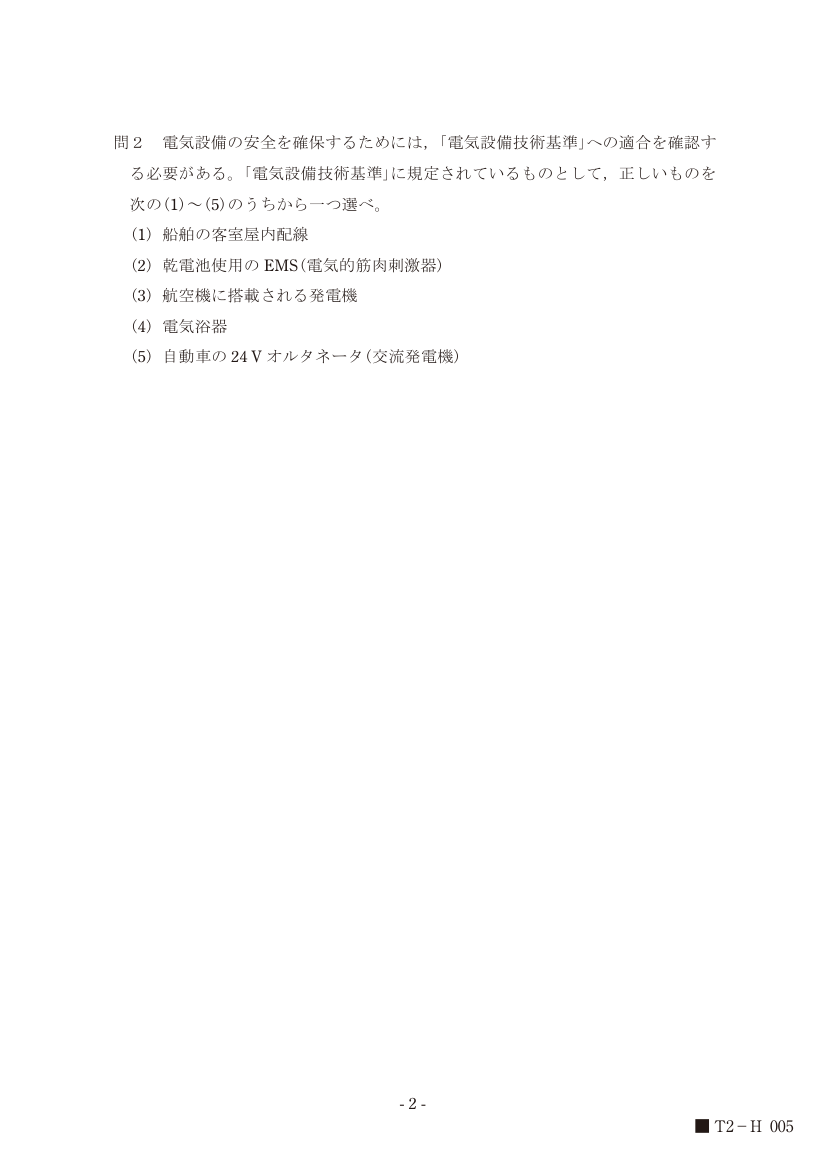 問２　電気設備の安全を確保するためには，「電気設備技術基準」への適合を確認す
る必要がある。「電気設備技術基準」に規定されているものとして，正しいものを
次の(1)～(5)のうちから一つ選べ。
(1) 船舶の客室屋内配線
(2) 乾電池使用の EMS(電気的筋肉刺激器)
(3) 航空機に搭載される発電機
(4) 電気浴器
(5) 自動車の 24 V オルタネータ(交流発電機)
- 2 -
■ T2－H 005